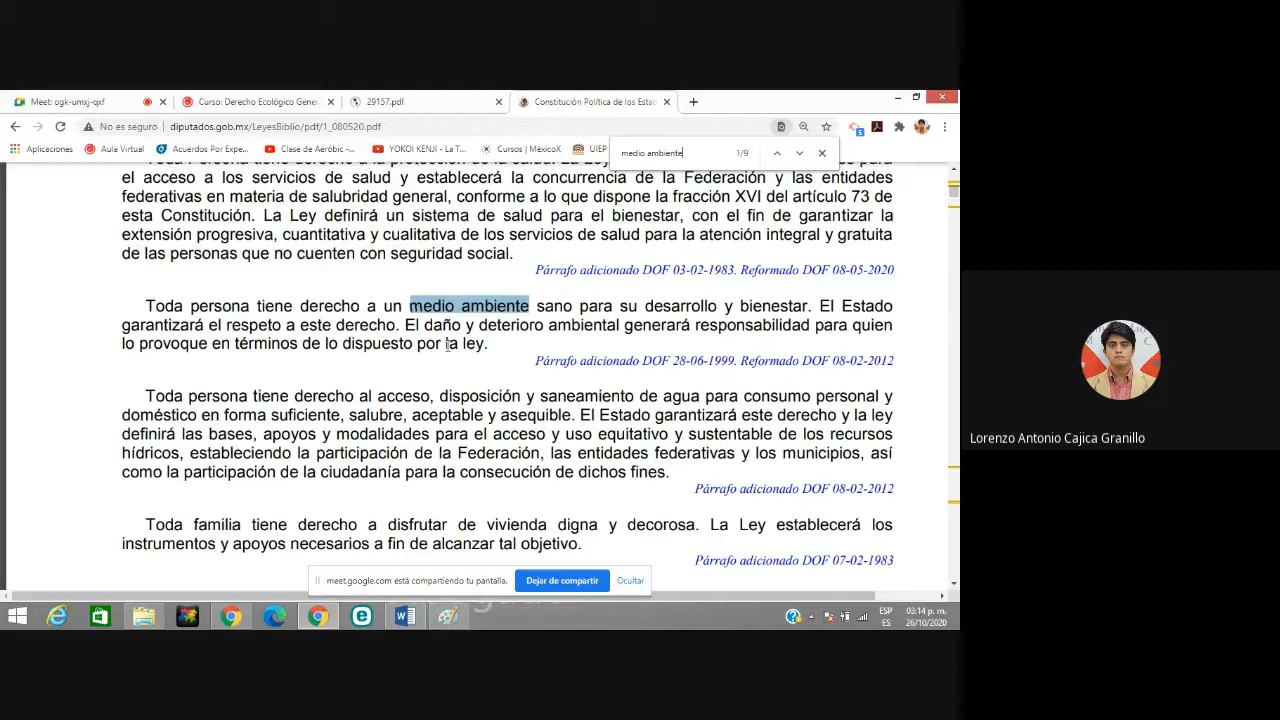 Meet: ogk-umxj-qxf
Curso: Derecho Ecológico Gener
29157.pdf
Constitución Política de los Estad
No es seguro
diputados.gob.mx/LeyesBiblio/pdf/1_080520.pdf
5
Aplicaciones
Aula Virtual
Acuerdos Por Expe...
Clase de Aeróbic -...
YOKOI KENJI - La T...
Cursos | MéxicoX
UIEP
medio ambiente
1/9
el acceso a los servicios de salud y establecerá la concurrencia de la Federación y las entidades
federativas en materia de salubridad general, conforme a lo que dispone la fracción XVI del artículo 73 de
esta Constitución. La Ley definirá un sistema de salud para el bienestar, con el fin de garantizar la
extensión progresiva, cuantitativa y cualitativa de los servicios de salud para la atención integral y gratuita
de las personas que no cuenten con seguridad social.
Párrafo adicionado DOF 03-02-1983. Reformado DOF 08-05-2020
Toda persona tiene derecho a un medio ambiente sano para su desarrollo y bienestar. El Estado
garantizará el respeto a este derecho. El daño y deterioro ambiental generará responsabilidad para quien
lo provoque en términos de lo dispuesto por la ley.
Párrafo adicionado DOF 28-06-1999. Reformado DOF 08-02-2012
Toda persona tiene derecho al acceso, disposición y saneamiento de agua para consumo personal y
doméstico en forma suficiente, salubre, aceptable y asequible. El Estado garantizará este derecho y la ley
definirá las bases, apoyos y modalidades para el acceso y uso equitativo y sustentable de los recursos
hídricos, estableciendo la participación de la Federación, las entidades federativas y los municipios, así
como la participación de la ciudadanía para la consecución de dichos fines.
Párrafo adicionado DOF 08-02-2012
Toda familia tiene derecho a disfrutar de vivienda digna y decorosa. La Ley establecerá los
instrumentos y apoyos necesarios a fin de alcanzar tal objetivo.
Párrafo adicionado DOF 07-02-1983
meet.google.com está compartiendo tu pantalla.
Dejar de compartir
Ocultar
ESP
ES
03:14 p. m.
26/10/2020
Lorenzo Antonio Cajica Granillo